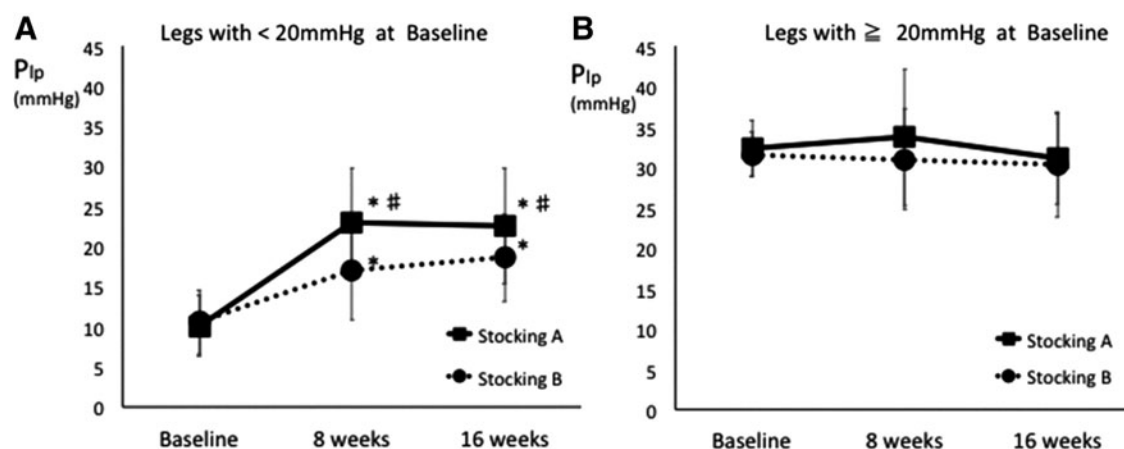 A Legs with < 20mmHg at Baseline
PIp
(mmHg)
45
40
35
30
25
20
15
10
5
0
* #
* #
*
*
Stocking A
Stocking B
Baseline 8 weeks 16 weeks
B Legs with ≧ 20mmHg at Baseline
PIp
(mmHg)
45
40
35
30
25
20
15
10
5
0
Stocking A
Stocking B
Baseline 8 weeks 16 weeks